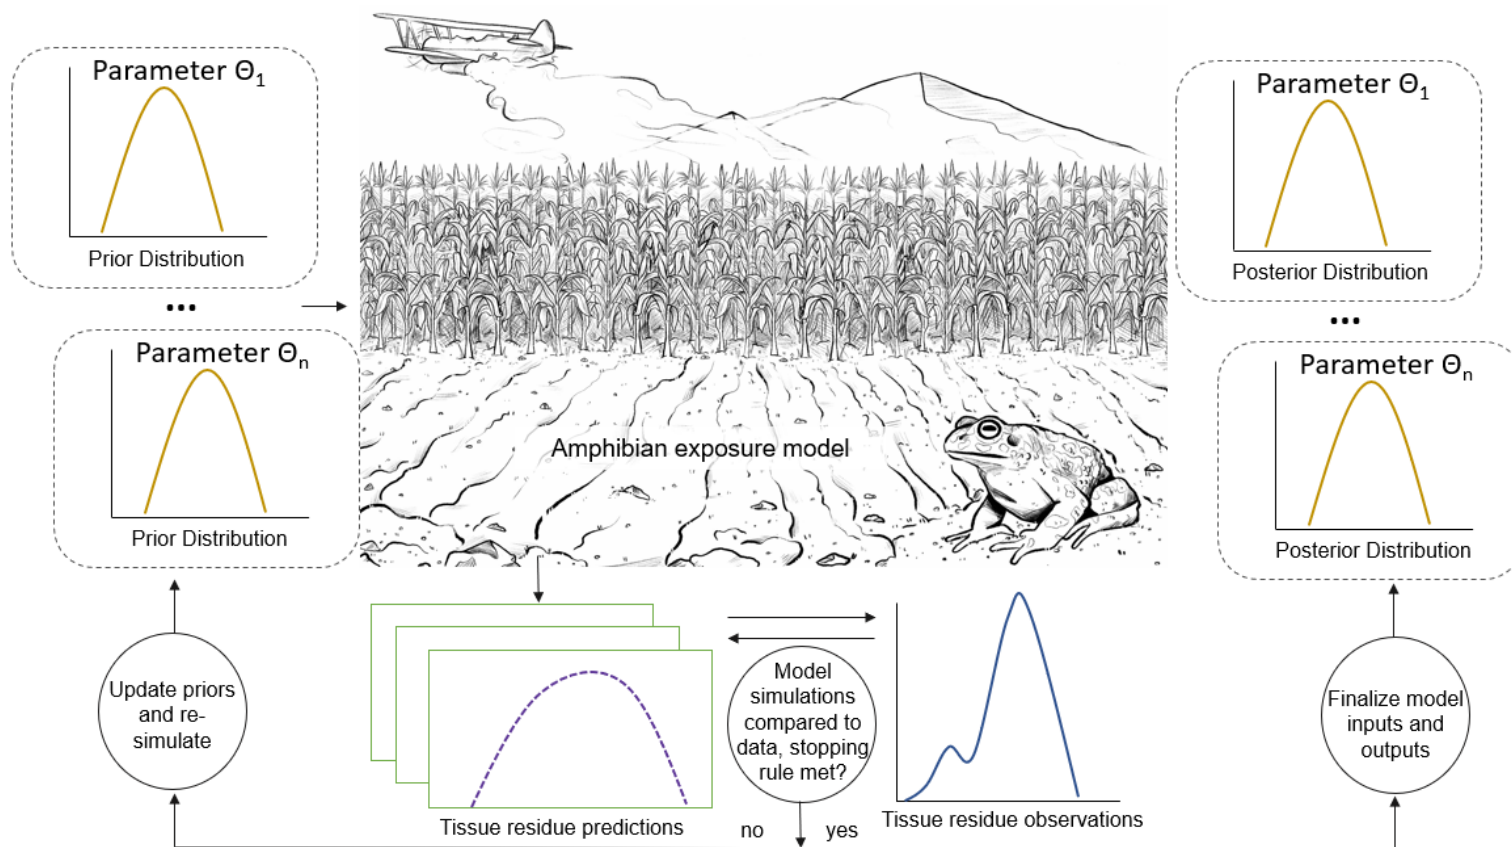 Parameter Θ1
Prior Distribution
...
Parameter Θn
Prior Distribution
Amphibian exposure model
Parameter Θ1
Posterior Distribution
...
Parameter Θn
Posterior Distribution
Update priors
and re-
simulate
Tissue residue predictions
Model
simulations
compared to
data, stopping
rule met?
no
yes
Tissue residue observations
Finalize model
inputs and
outputs